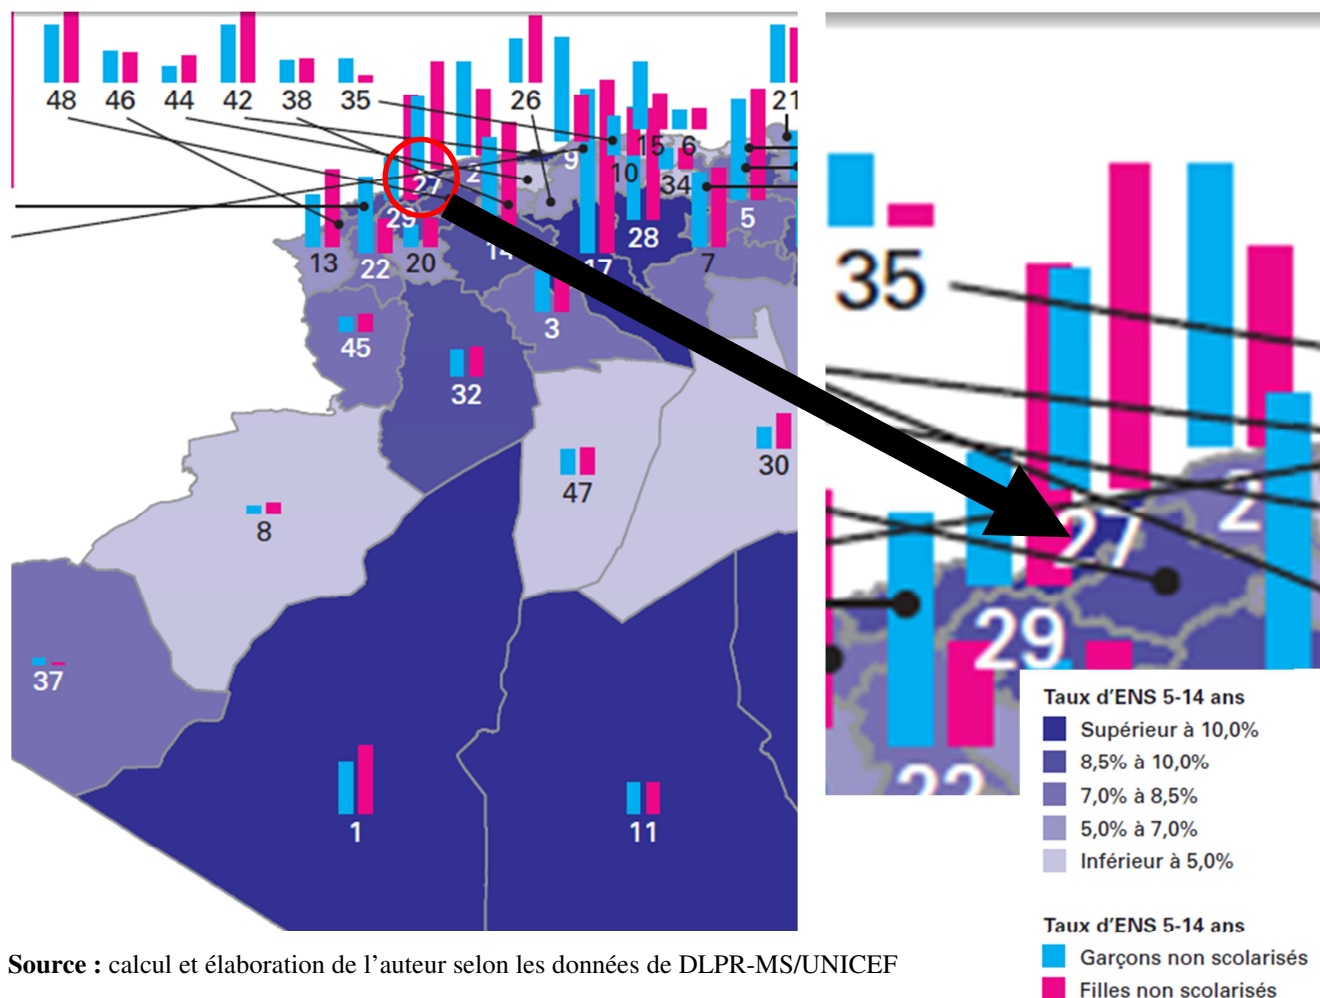 48 46 44 42 38 35 26 21
15 6
9
27 2 10 34
29 5
28
13 22 20 14 17 7
3
45
32
47 30
8
37
1 11
35
27 2
29
22
Taux d'ENS 5-14 ans
Supérieur à 10,0%
8,5% à 10,0%
7,0% à 8,5%
5,0% à 7,0%
Inférieur à 5,0%
Taux d'ENS 5-14 ans
Garçons non scolarisés
Filles non scolarisés
Source : calcul et élaboration de l'auteur selon les données de DLPR-MS/UNICEF